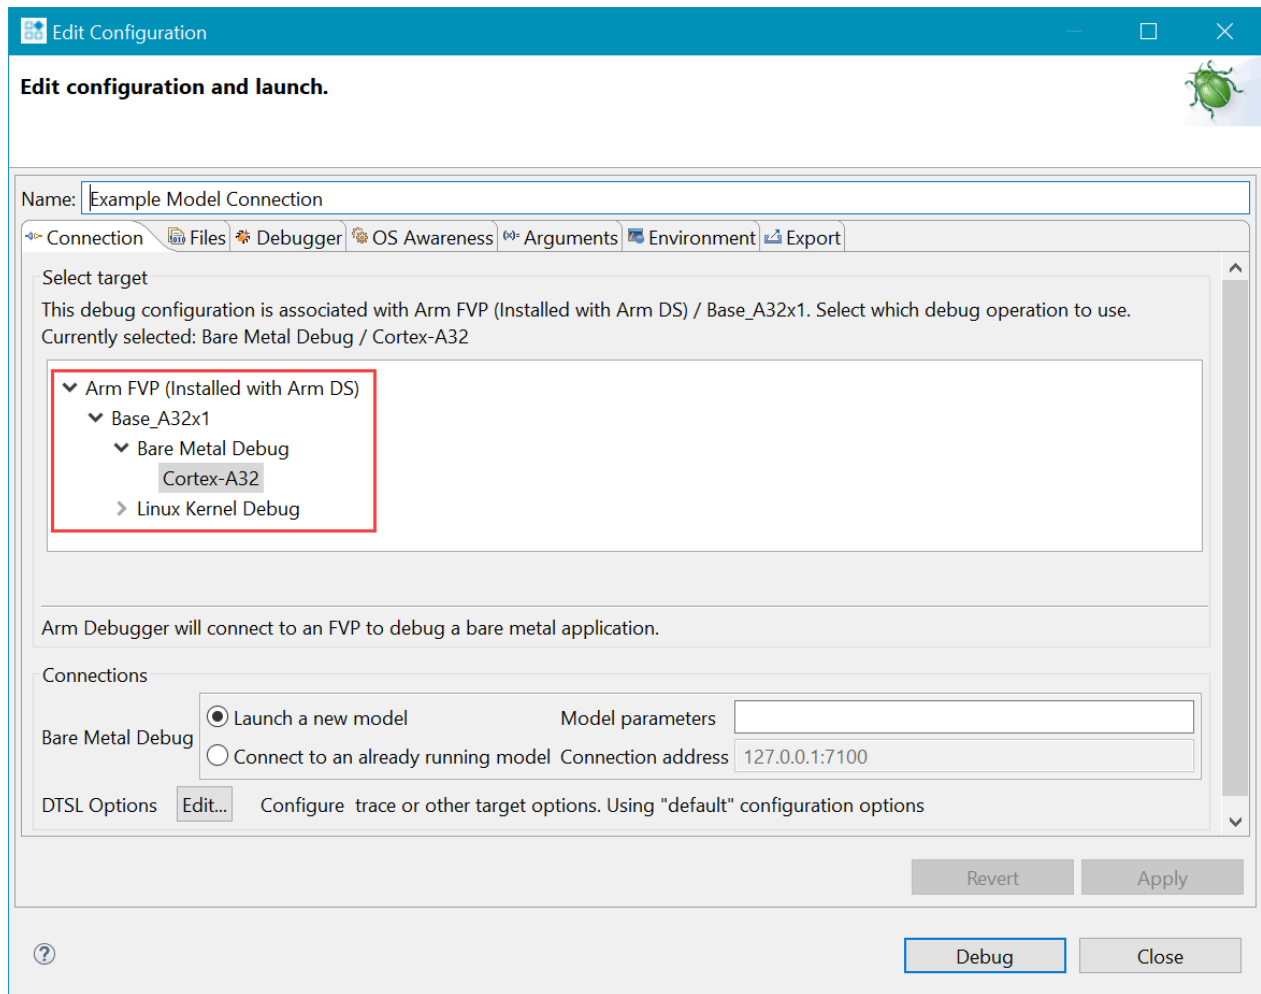 Edit Configuration
Edit configuration and launch.
Name: Example Model Connection
Connection Files Debugger OS Awareness Arguments Environment Export
Select target
This debug configuration is associated with Arm FVP (Installed with Arm DS) / Base_A32x1. Select which debug operation to use.
Currently selected: Bare Metal Debug / Cortex-A32
Arm FVP (Installed with Arm DS)
Base_A32x1
Bare Metal Debug
Cortex-A32
Linux Kernel Debug
Arm Debugger will connect to an FVP to debug a bare metal application.
Connections
Bare Metal Debug
Launch a new model Model parameters
Connect to an already running model Connection address 127.0.0.1:7100
DTSL Options Edit... Configure trace or other target options. Using "default" configuration options
Revert Apply
? Debug Close